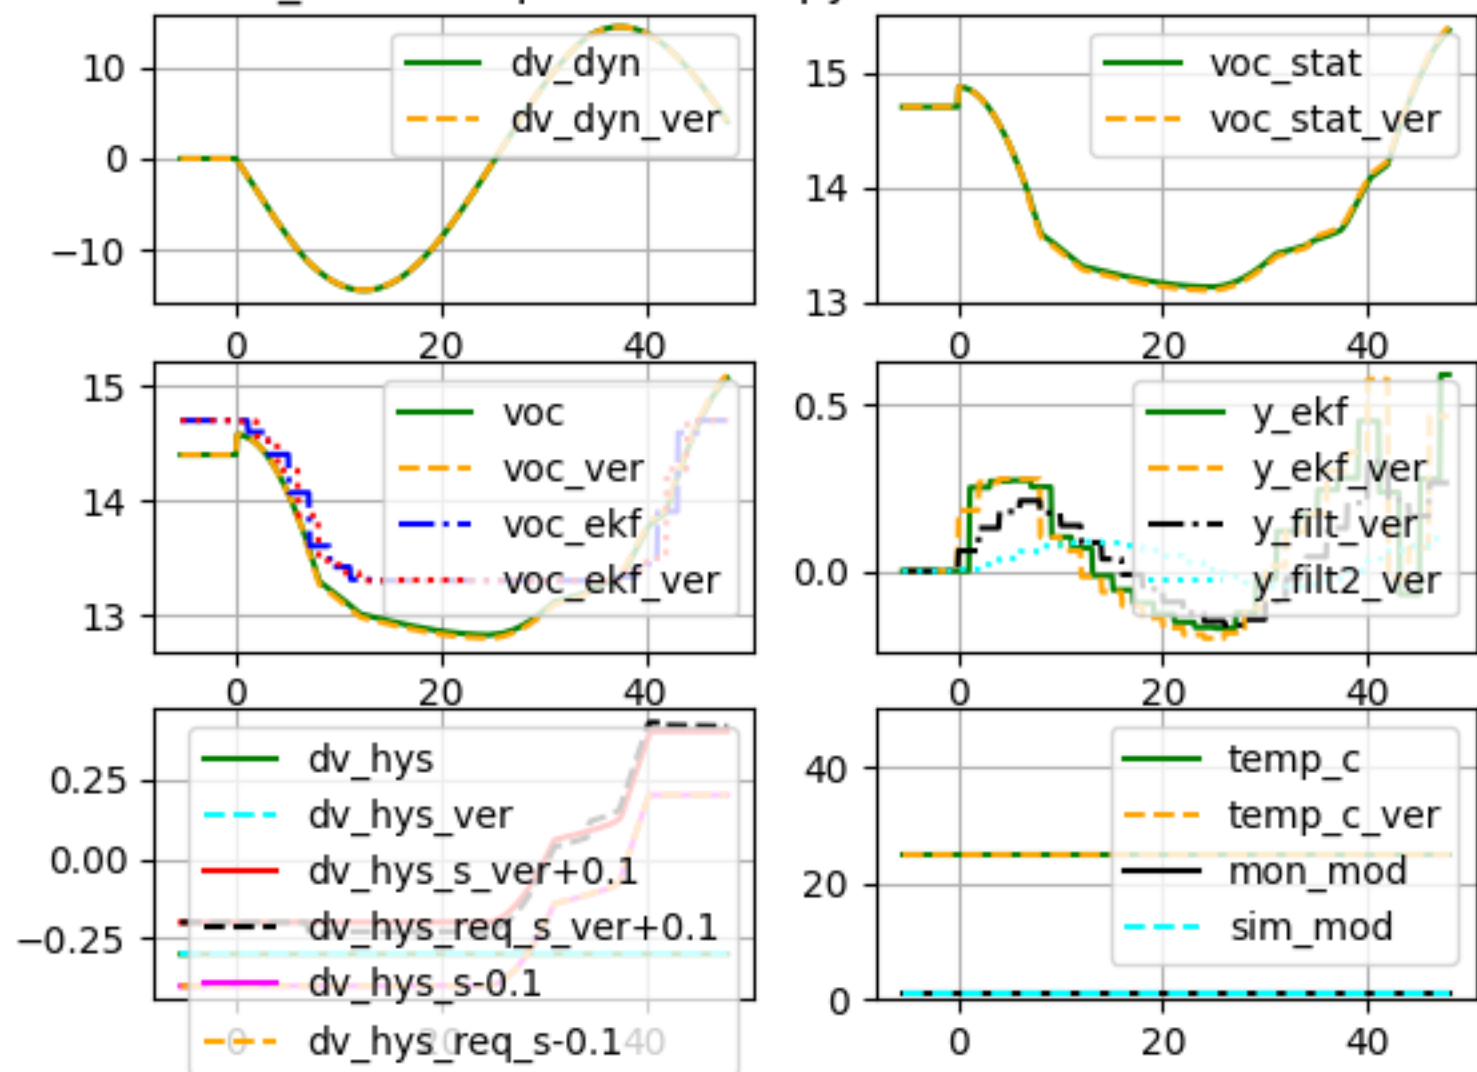 10
0
−10
dv_dyn
dv_dyn_ver
0 20 40
15
14
13
voc_stat
voc_stat_ver
0 20 40
15
14
13
voc
voc_ver
voc_ekf
voc_ekf_ver
0 20 40
0.5
0.0
y_ekf
y_ekf_ver
y_filt_ver
y_filt2_ver
0 20 40
0.25
0.00
−0.25
dv_hys
dv_hys_ver
dv_hys_s_ver+0.1
dv_hys_req_s_ver+0.1
dv_hys_s-0.1
dv_hys_req_s-0.1
0 20 40
40
20
0
temp_c
temp_c_ver
mon_mod
sim_mod
0 20 40